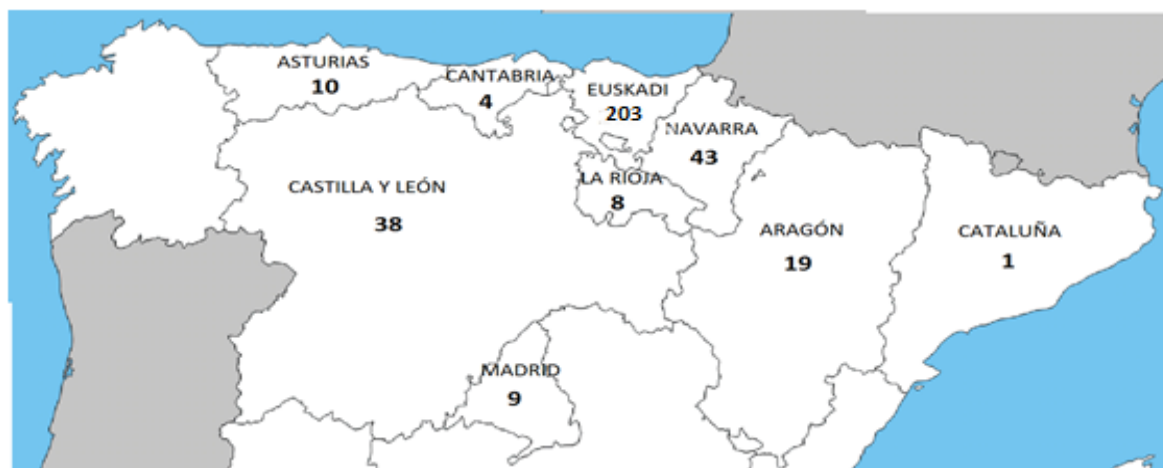 ASTURIAS
10
CANTABRIA
4
EUSKADI
203
NAVARRA
43
CASTILLA Y LEÓN
38
LA RIOJA
8
ARAGÓN
19
CATALUÑA
1
MADRID
9